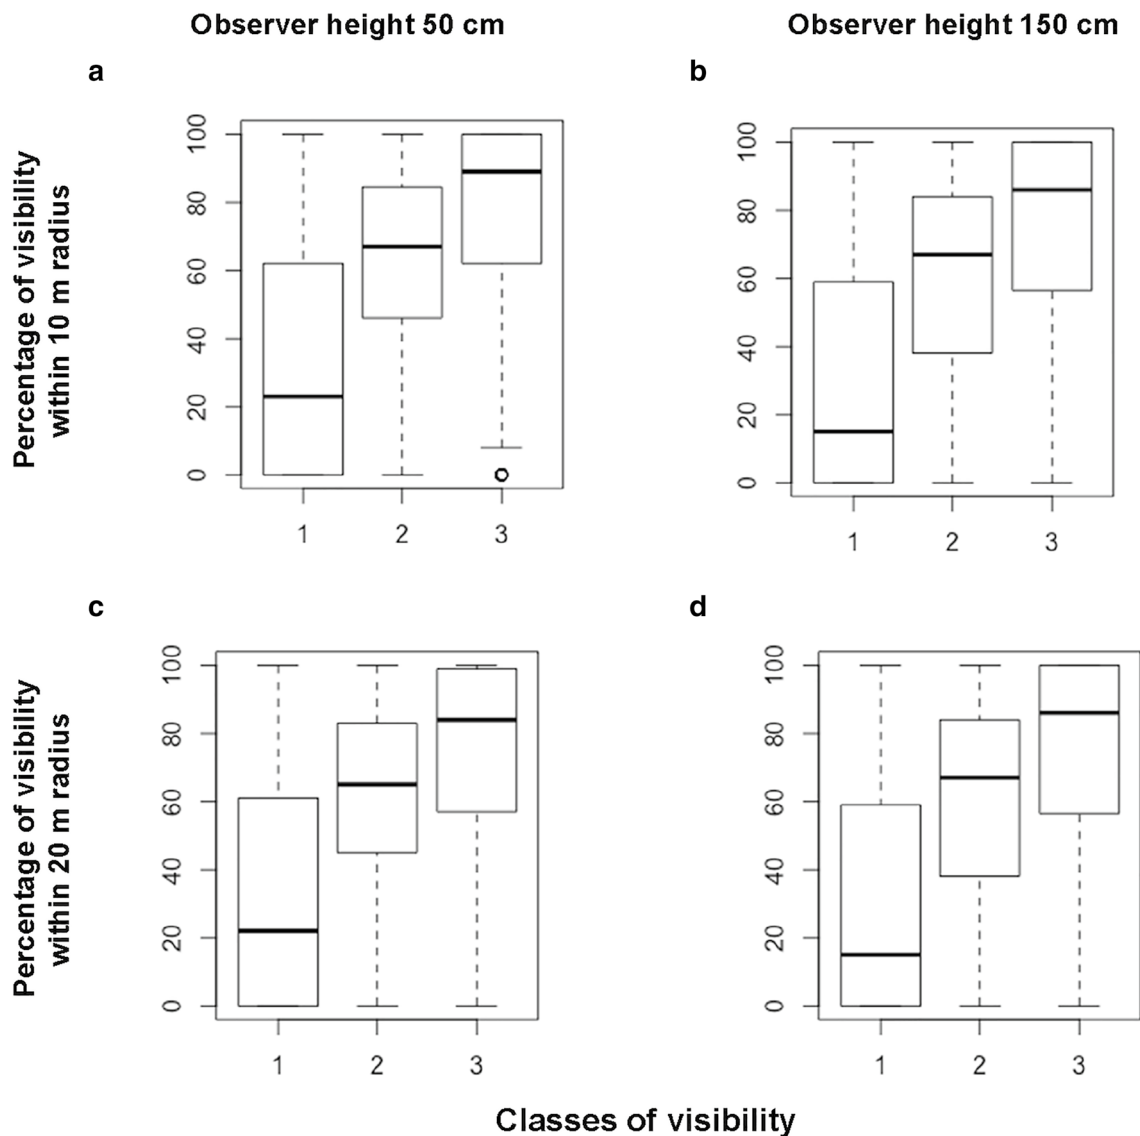 Observer height 50 cm
Observer height 150 cm
a
b
Percentage of visibility
within 10 m radius
100
80
60
40
20
0
1 2 3
100
80
60
40
20
0
1 2 3
c
d
Percentage of visibility
within 20 m radius
100
80
60
40
20
0
1 2 3
100
80
60
40
20
0
1 2 3
Classes of visibility